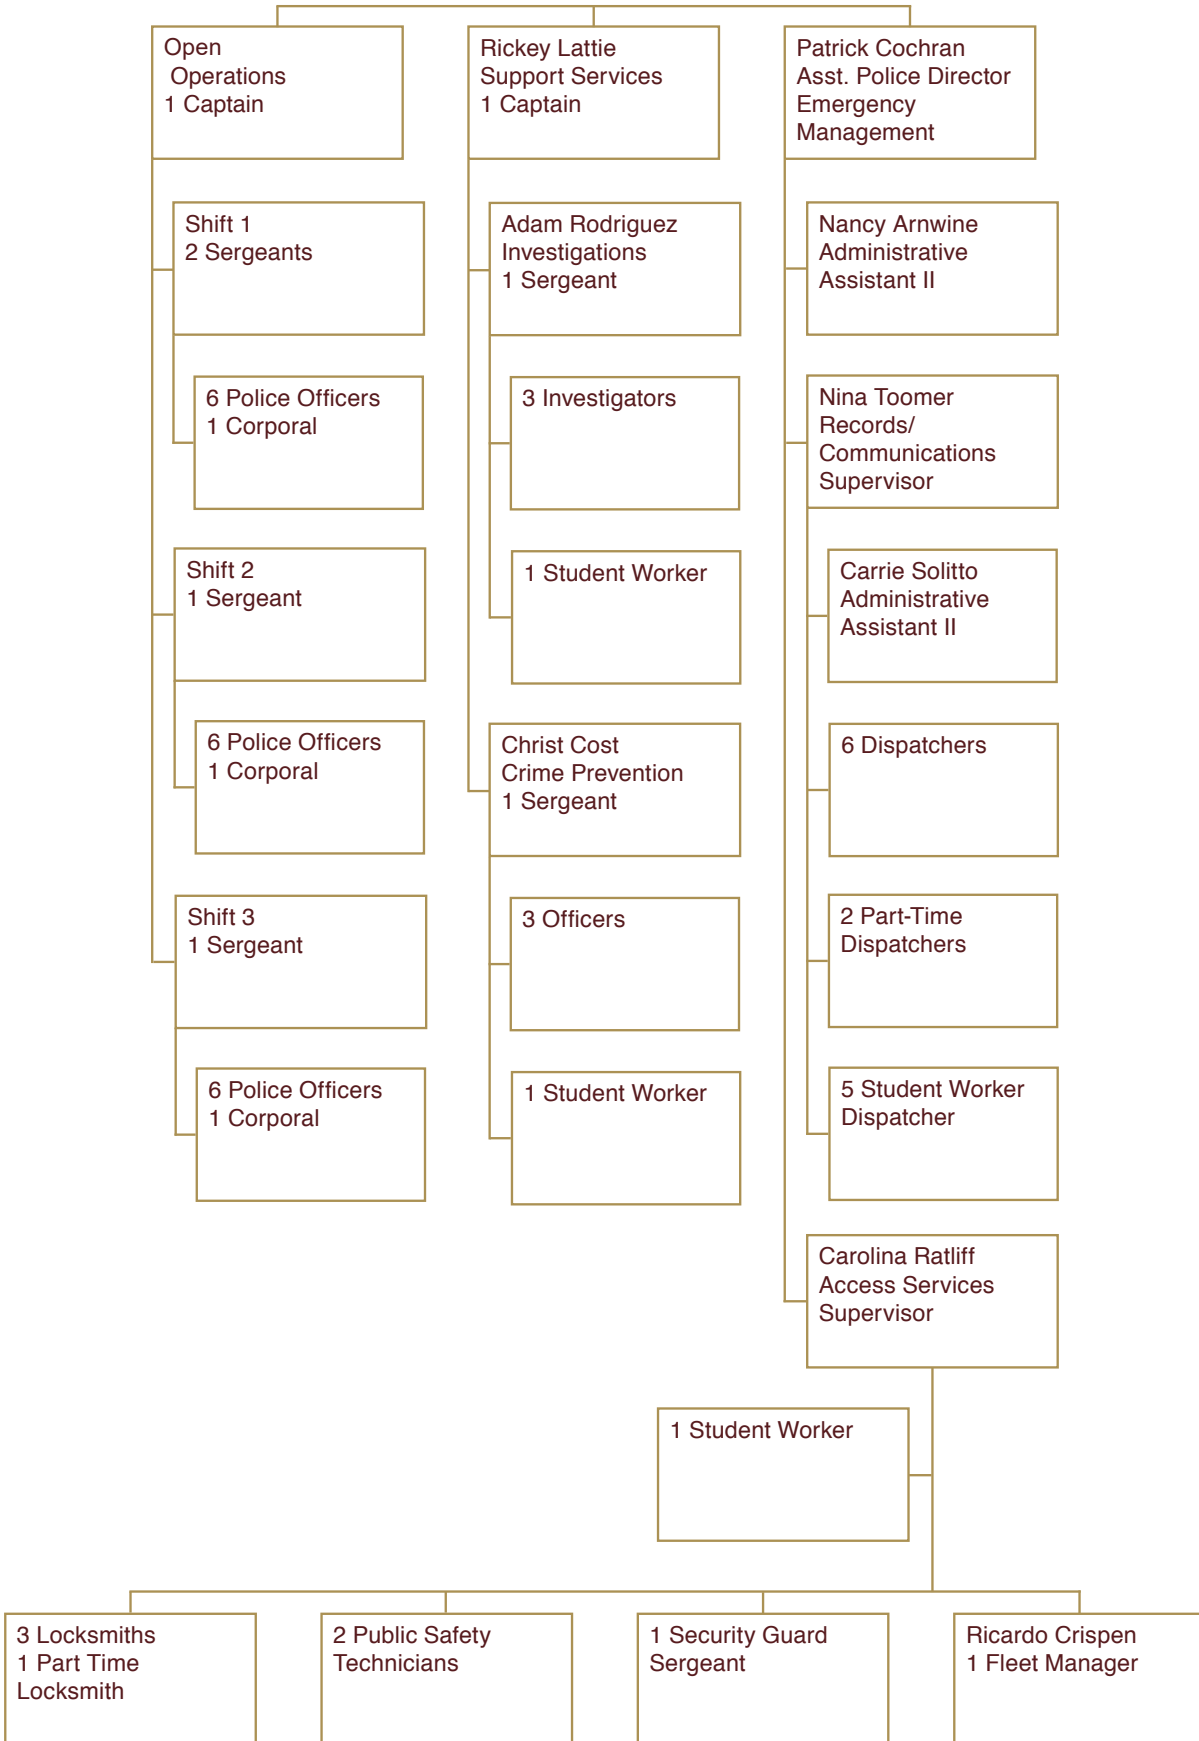 Open
Operations
1 Captain
Shift 1
2 Sergeants
6 Police Officers
1 Corporal
Shift 2
1 Sergeant
6 Police Officers
1 Corporal
Shift 3
1 Sergeant
6 Police Officers
1 Corporal
Rickey Lattie
Support Services
1 Captain
Adam Rodriguez
Investigations
1 Sergeant
3 Investigators
1 Student Worker
Christ Cost
Crime Prevention
1 Sergeant
3 Officers
1 Student Worker
Patrick Cochran
Asst. Police Director
Emergency
Management
Nancy Arnwine
Administrative
Assistant II
Nina Toomer
Records/
Communications
Supervisor
Carrie Solitto
Administrative
Assistant II
6 Dispatchers
2 Part-Time
Dispatchers
5 Student Worker
Dispatcher
Carolina Ratliff
Access Services
Supervisor
1 Student Worker
3 Locksmiths
1 Part Time
Locksmith
2 Public Safety
Technicians
1 Security Guard
Sergeant
Ricardo Crispen
1 Fleet Manager